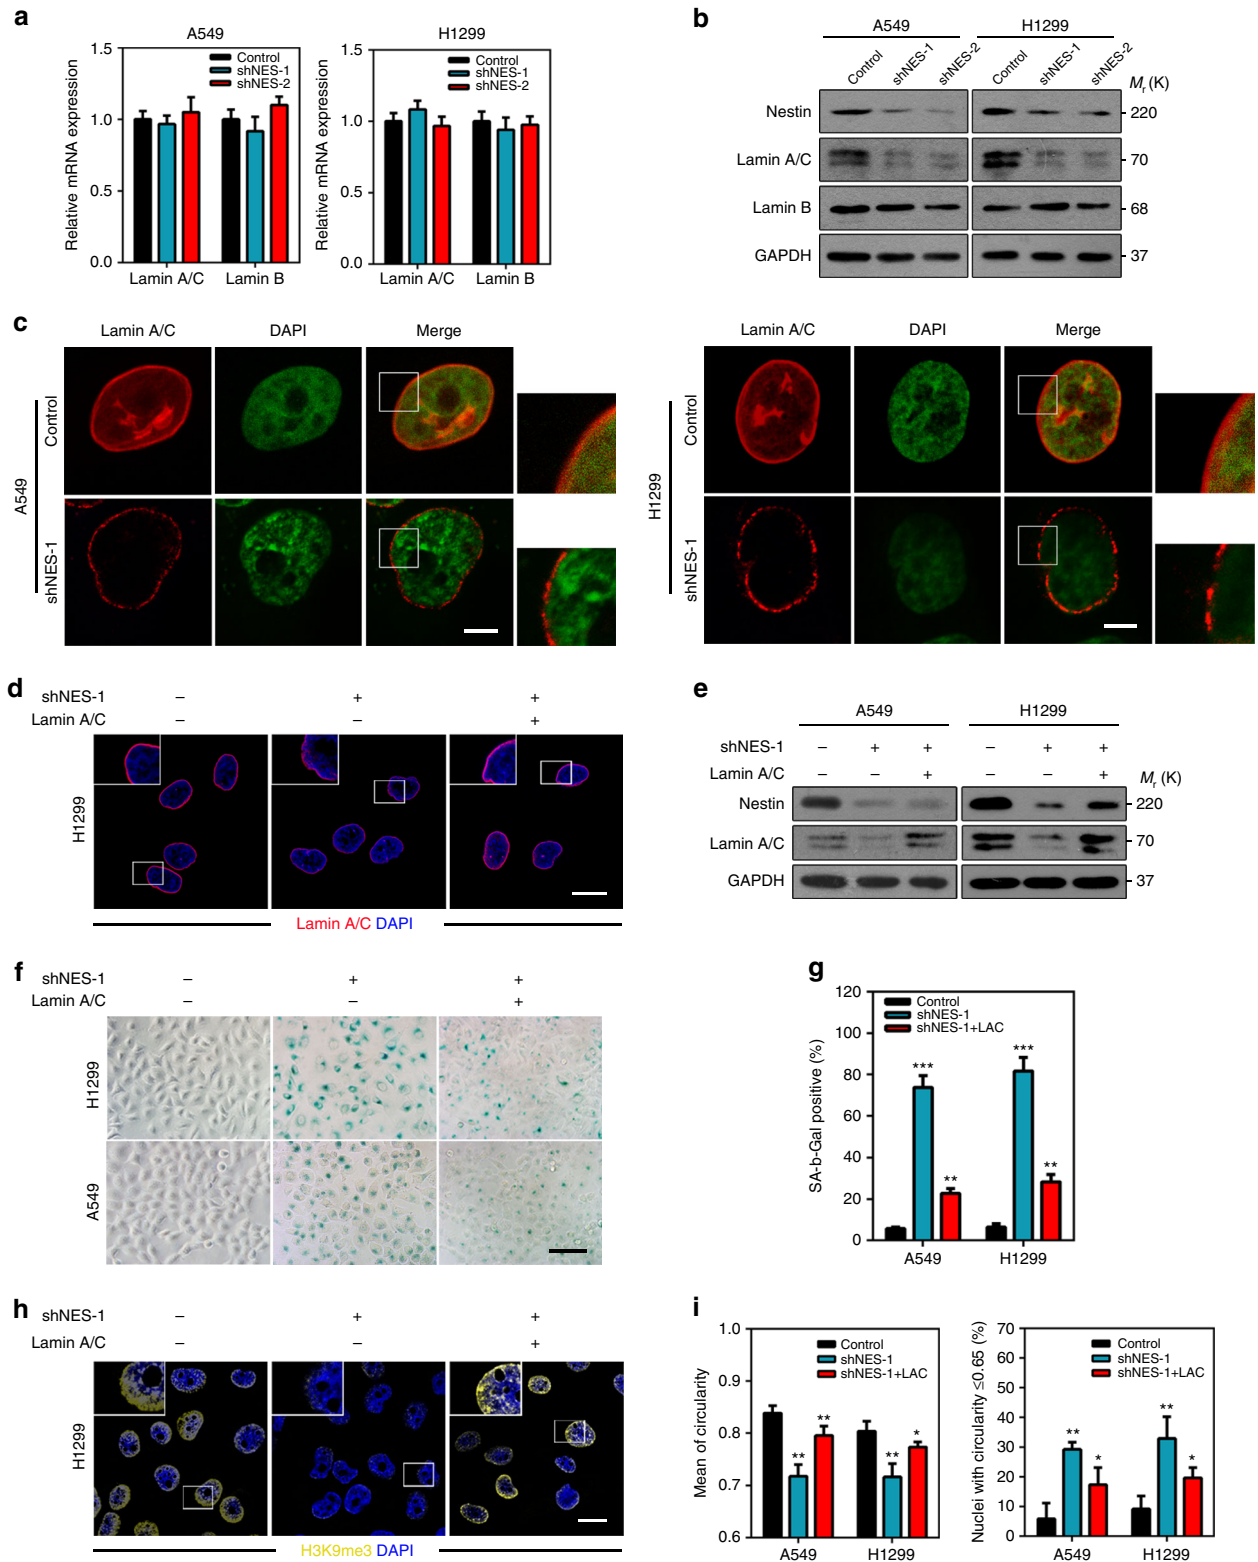 a
A549
Relative mRNA expression
1.5
1.0
0.5
0.0
Control
shNES-1
shNES-2
Lamin A/C
Lamin B
H1299
Relative mRNA expression
1.5
1.0
0.5
0.0
Control
shNES-1
shNES-2
Lamin A/C
Lamin B
b
A549
H1299
Control
shNES-1
shNES-2
Control
shNES-1
shNES-2
Mr (K)
Nestin
220
Lamin A/C
70
Lamin B
68
GAPDH
37
c
Lamin A/C
DAPI
Merge
A549
Control
shNES-1
Lamin A/C
DAPI
Merge
H1299
Control
shNES-1
d
shNES-1 – + +
Lamin A/C – – +
H1299
Lamin A/C DAPI
e
A549
H1299
shNES-1 – + + – + +
Lamin A/C – – + – – +
Mr (K)
Nestin
220
Lamin A/C
70
GAPDH
37
f
shNES-1 – + +
Lamin A/C – – +
H1299
A549
g
SA-b-Gal positive (%)
120
100
80
60
40
20
0
Control
shNES-1
shNES-1+LAC
***
**
***
**
A549
H1299
h
shNES-1 – + +
Lamin A/C – – +
H1299
H3K9me3 DAPI
i
Mean of circularity
1.0
0.9
0.8
0.7
0.6
Control
shNES-1
shNES-1+LAC
**
**
**
*
A549
H1299
Nuclei with circularity ≤0.65 (%)
70
60
50
40
30
20
10
0
Control
shNES-1
shNES-1+LAC
**
*
**
*
A549
H1299